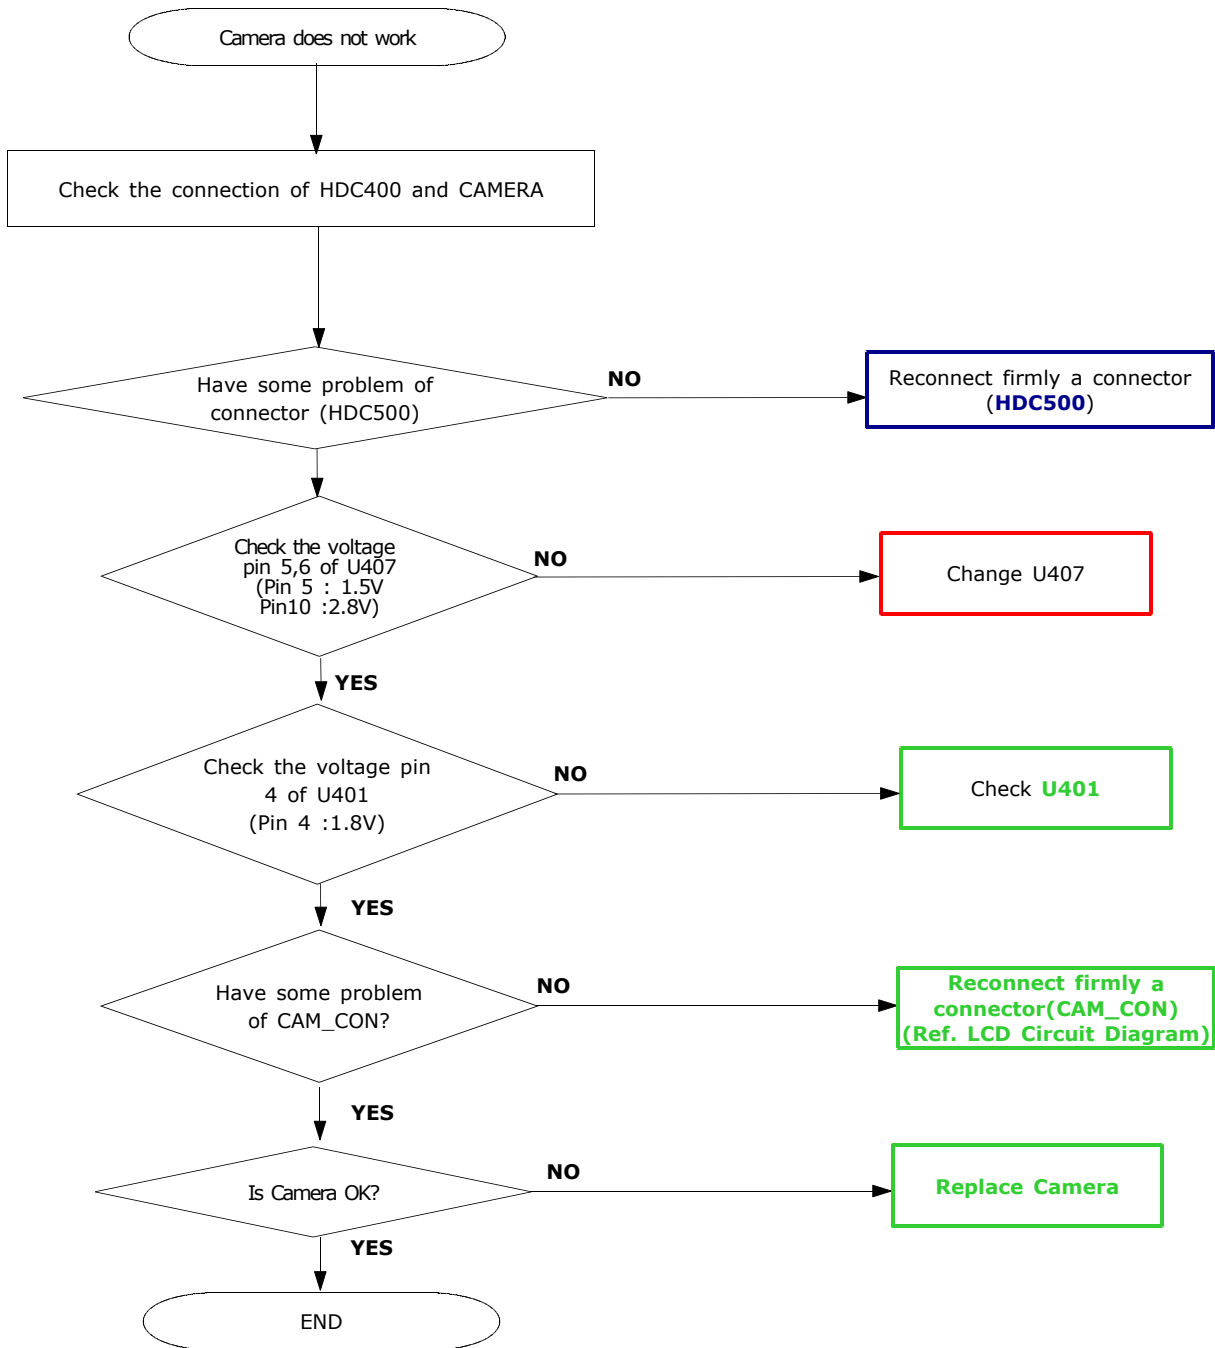 Camera does not work
Check the connection of HDC400 and CAMERA
Have some problem of
connector (HDC500)
NO
Reconnect firmly a connector
(HDC500)
Check the voltage
pin 5,6 of U407
(Pin 5 : 1.5V
Pin10 :2.8V)
NO
Change U407
YES
Check the voltage pin
4 of U401
(Pin 4 :1.8V)
NO
Check U401
YES
Have some problem
of CAM_CON?
NO
Reconnect firmly a
connector(CAM_CON)
(Ref. LCD Circuit Diagram)
YES
Is Camera OK?
NO
Replace Camera
YES
END